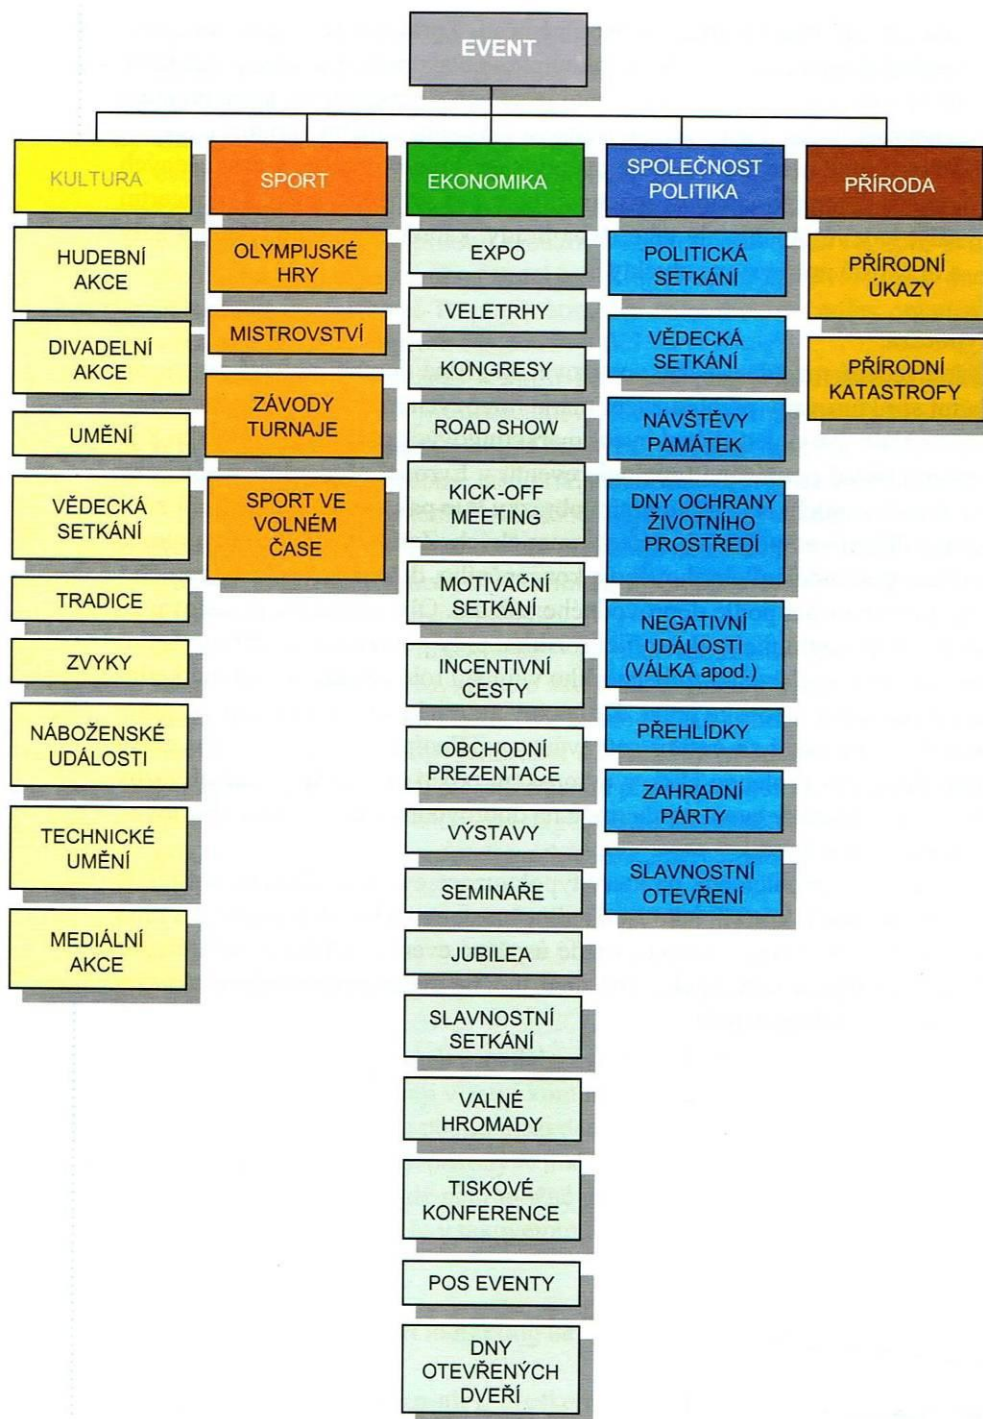 EVENT
KULTURA
HUDEBNÍ
AKCE
DIVADELNÍ
AKCE
UMĚNÍ
VĚDECKÁ
SETKÁNÍ
TRADICE
ZVYKY
NÁBOŽENSKÉ
UDÁLOSTI
TECHNICKÉ
UMĚNÍ
MEDIÁLNÍ
AKCE
SPORT
OLYMPIJSKÉ
HRY
MISTROVSTVÍ
ZÁVODY
TURNAJE
SPORT VE
VOLNÉM
ČASE
EKONOMIKA
EXPO
VELETRHY
KONGRESY
ROAD SHOW
KICK-OFF
MEETING
MOTIVAČNÍ
SETKÁNÍ
INCENTIVNÍ
CESTY
OBCHODNÍ
PREZENTACE
VÝSTAVY
SEMINÁŘE
JUBILEA
SLAVNOSTNÍ
SETKÁNÍ
VALNÉ
HROMADY
TISKOVÉ
KONFERENCE
POS EVENTY
DNY
OTEVŘENÝCH
DVEŘÍ
SPOLEČNOST
POLITIKA
POLITICKÁ
SETKÁNÍ
VĚDECKÁ
SETKÁNÍ
NÁVŠTĚVY
PAMÁTEK
DNY OCHRANY
ŽIVOTNÍHO
PROSTŘEDÍ
NEGATIVNÍ
UDÁLOSTI
(VÁLKA apod.)
PŘEHLÍDKY
ZAHRADNÍ
PÁRTY
SLAVNOSTNÍ
OTEVŘENÍ
PŘÍRODA
PŘÍRODNÍ
ÚKAZY
PŘÍRODNÍ
KATASTROFY